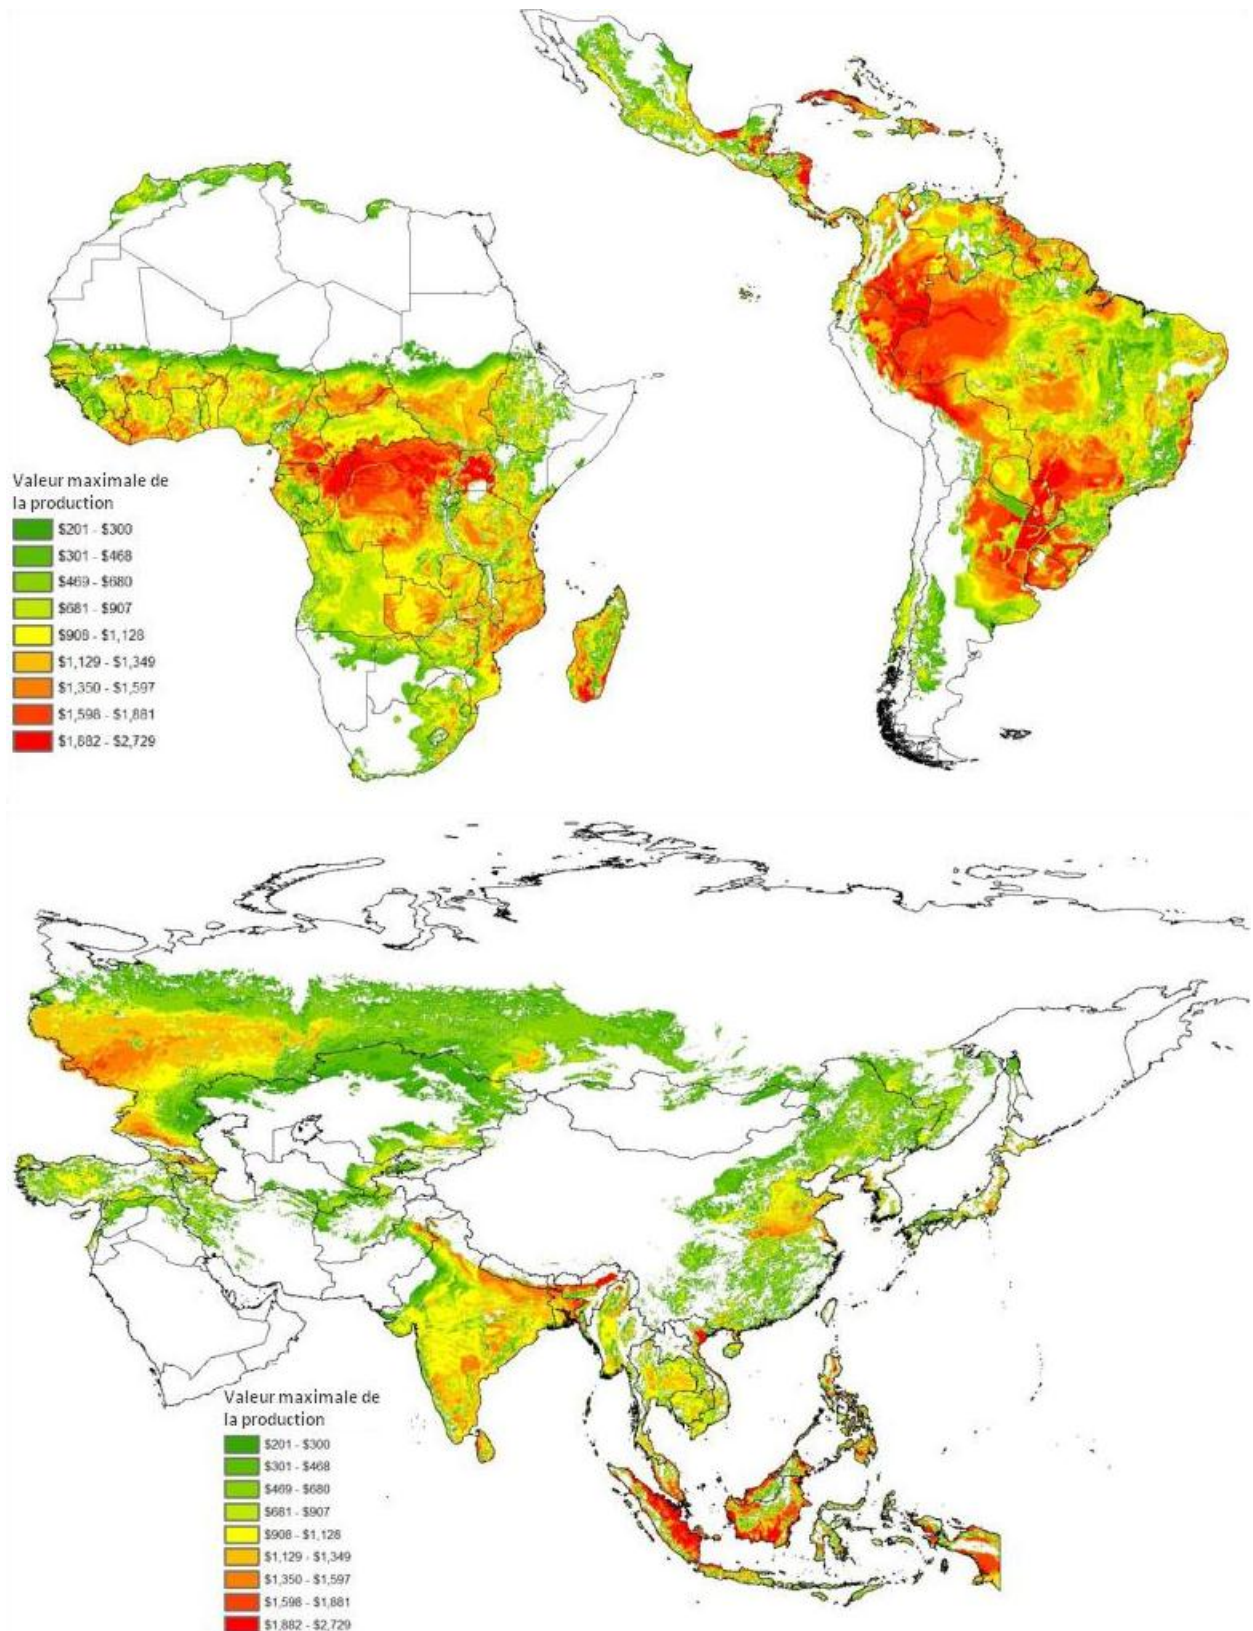 Valeur maximale de
la production
$201 - $300
$301 - $468
$469 - $680
$681 - $907
$908 - $1,128
$1,129 - $1,349
$1,350 - $1,597
$1,598 - $1,881
$1,882 - $2,729
Valeur maximale de
la production
$201 - $300
$301 - $468
$469 - $680
$681 - $907
$908 - $1,128
$1,129 - $1,349
$1,350 - $1,597
$1,598 - $1,881
$1,882 - $2,729